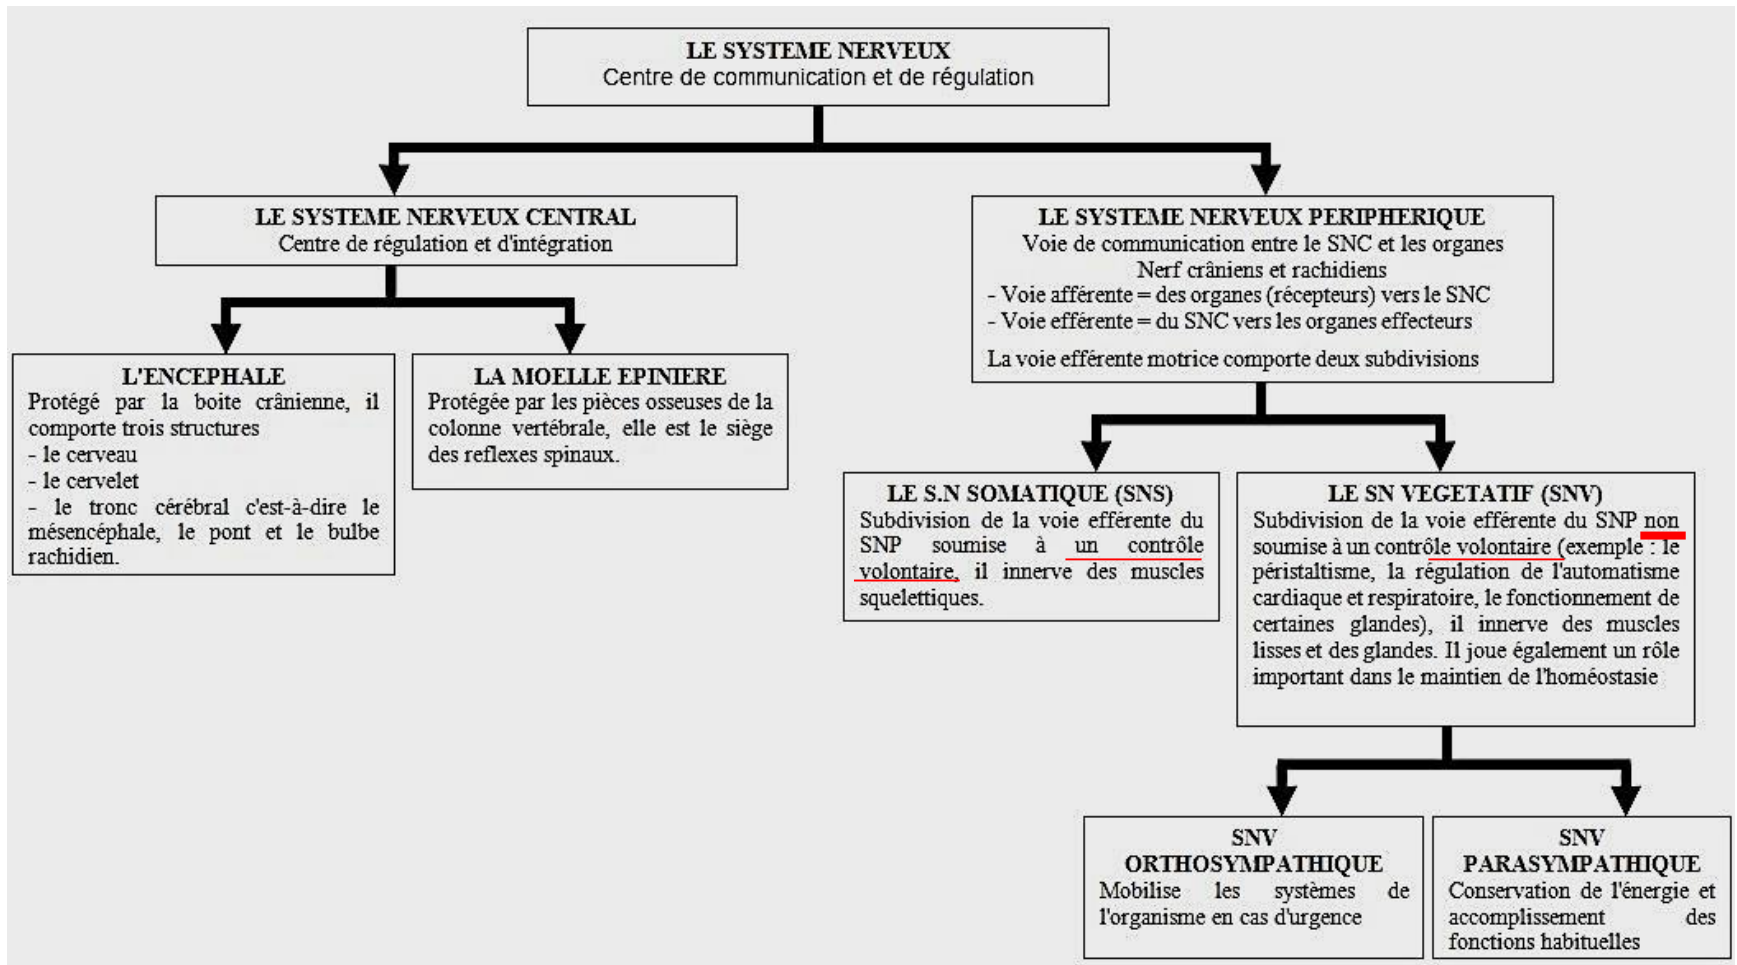 LE SYSTEME NERVEUX
Centre de communication et de régulation
LE SYSTEME NERVEUX CENTRAL
Centre de régulation et d'intégration
LE SYSTEME NERVEUX PERIPHERIQUE
Voie de communication entre le SNC et les organes
Nerf crâniens et rachidiens
- Voie afférente = des organes (récepteurs) vers le SNC
- Voie efférente = du SNC vers les organes effecteurs
La voie efférente motrice comporte deux subdivisions
L'ENCEPHALE
Protégé par la boite crânienne, il
comporte trois structures
- le cerveau
- le cervelet
- le tronc cérébral c'est-à-dire le
mésencéphale, le pont et le bulbe
rachidien.
LA MOELLE EPINIERE
Protégée par les pièces osseuses de la
colonne vertébrale, elle est le siège
des reflexes spinaux.
LE S.N SOMATIQUE (SNS)
Subdivision de la voie efférente du
SNP soumise à un contrôle
volontaire, il innerve des muscles
squelettiques.
LE SN VEGETATIF (SNV)
Subdivision de la voie efférente du SNP non
soumise à un contrôle volontaire (exemple : le
péristaltisme, la régulation de l'automatisme
cardiaque et respiratoire, le fonctionnement de
certaines glandes), il innerve des muscles
lisses et des glandes. Il joue également un rôle
important dans le maintien de l'homéostasie
SNV
ORTHOSYMPATHIQUE
Mobilise les systèmes de
l'organisme en cas d'urgence
SNV
PARASYMPATHIQUE
Conservation de l'énergie et
accomplissement des
fonctions habituelles